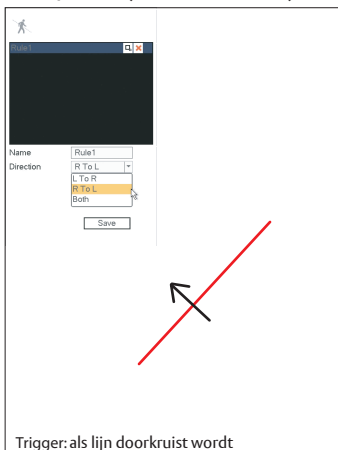 Rule1
Name Rule1
Direction R To L
L To R
R To L
Both
Save
Trigger: als lijn doorkruist wordt